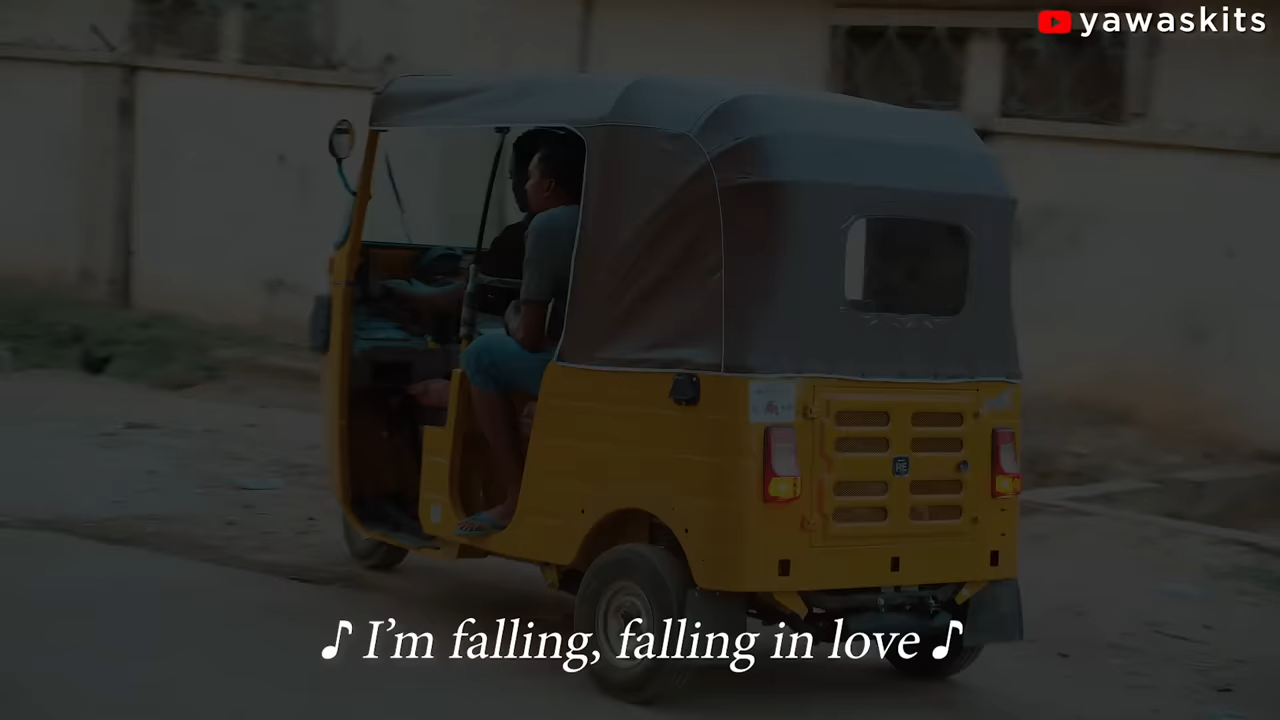 yawaskits
♪ I'm falling, falling in love ♪
RE